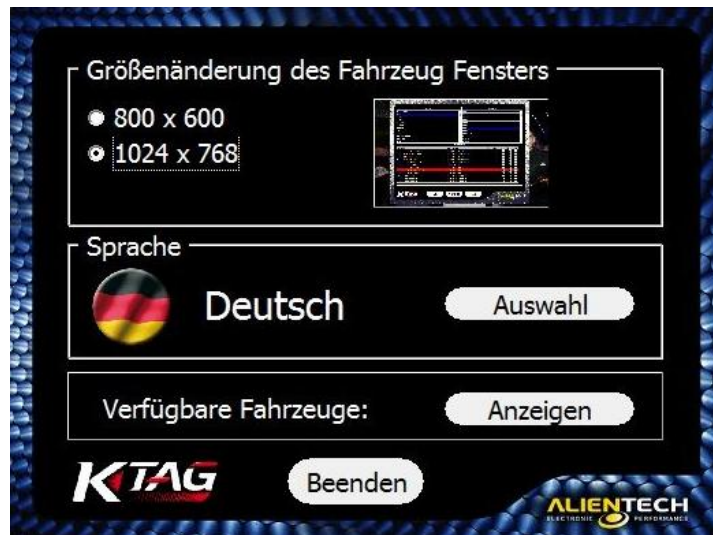 Größenänderung des Fahrzeug Fensters
800 x 600
1024 x 768
Sprache
Deutsch
Auswahl
Verfügbare Fahrzeuge:
Anzeigen
KTAG
Beenden
ALIENTECH
ELECTRONIC PERFORMANCE